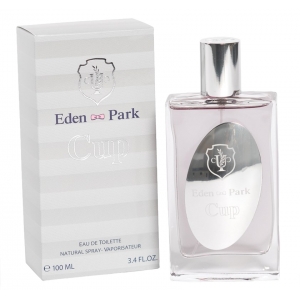 Eden Park
Cup
EAU DE TOILETTE
NATURAL SPRAY · VAPORISATEUR
℮ 100 ML 3.4 FL.OZ.
Eden Park
Cup